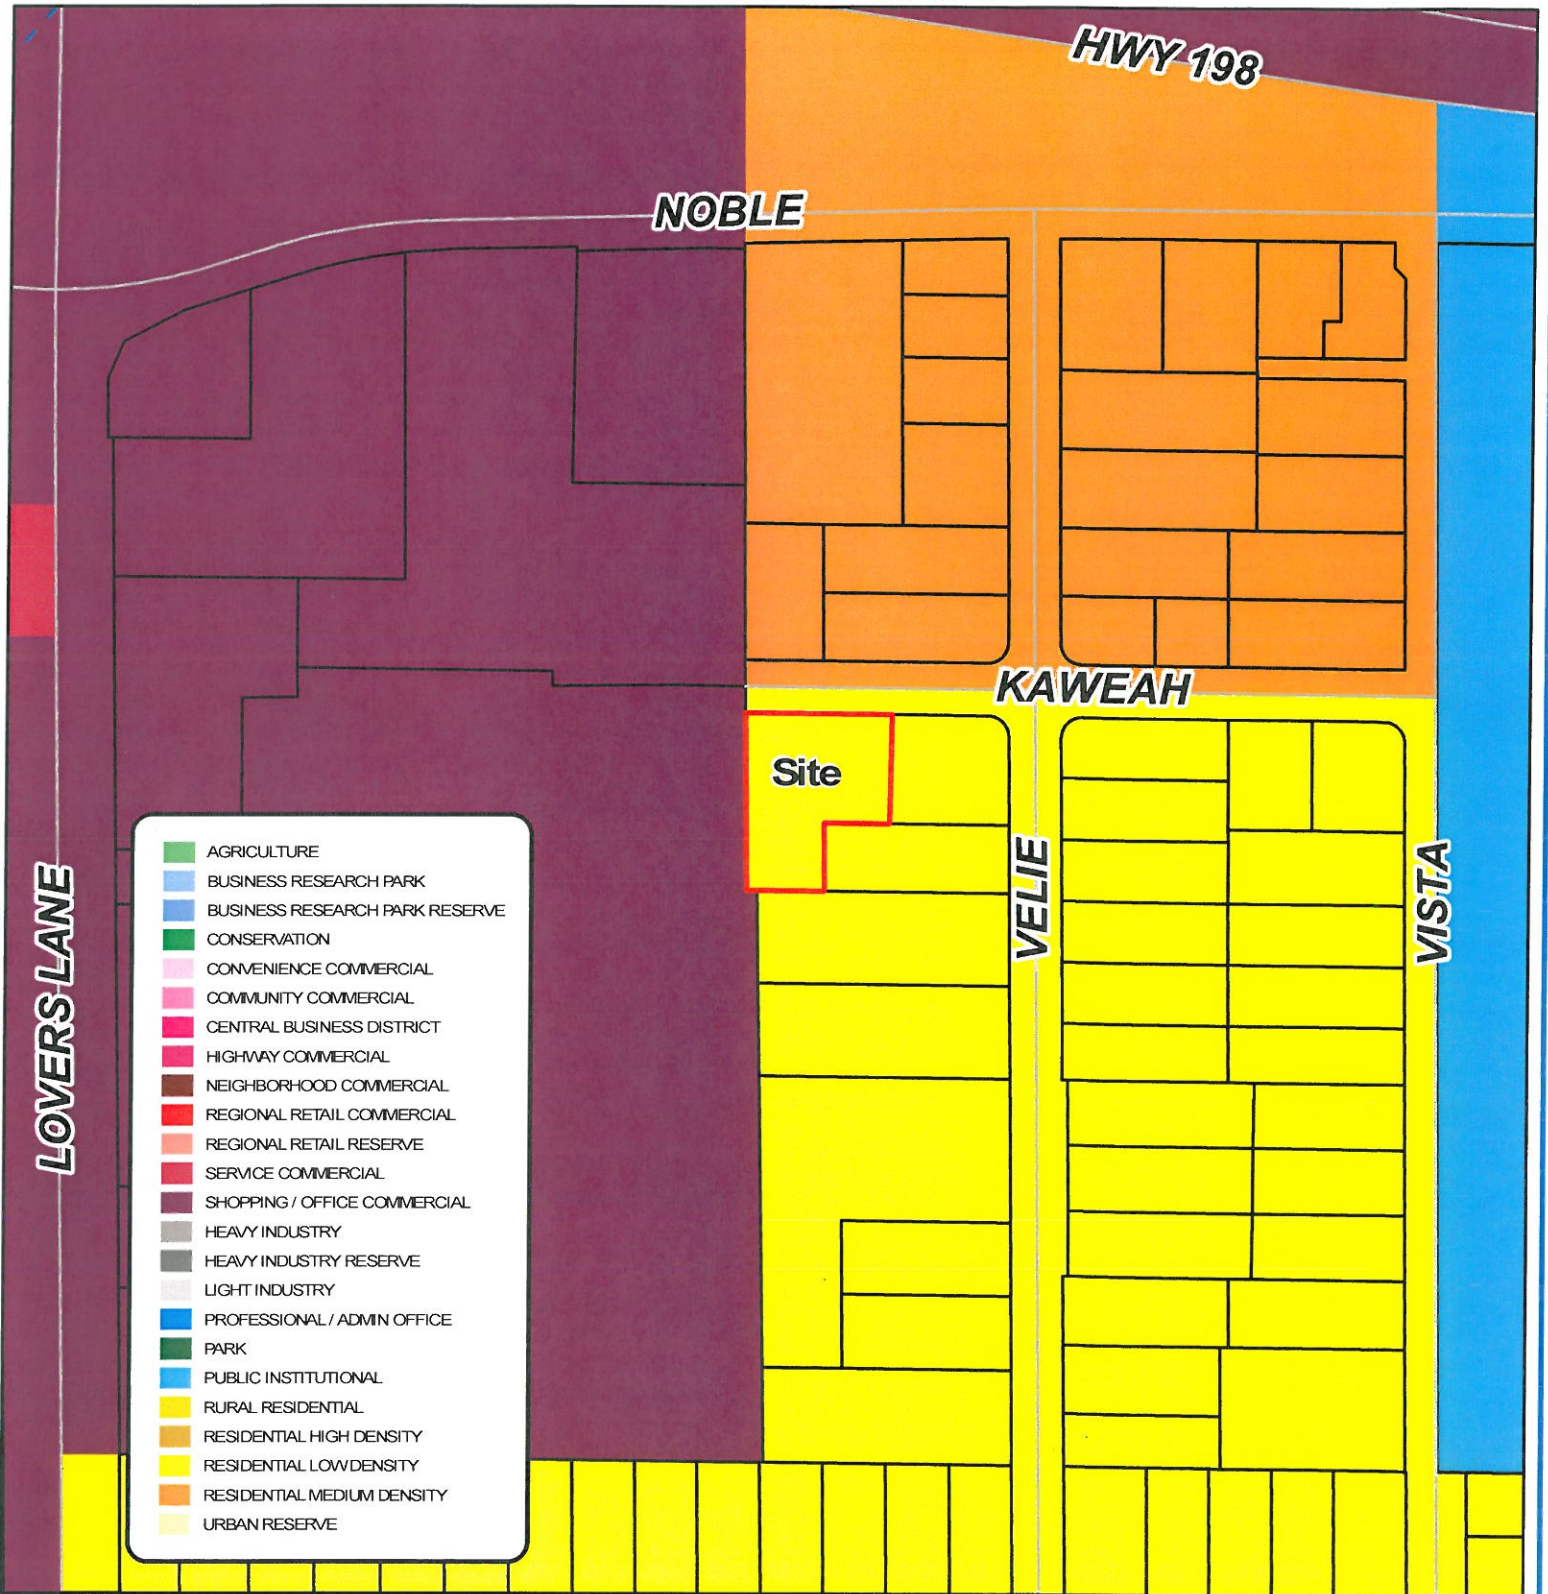 HWY 198
NOBLE
KAWEAH
Site
VELIE
VISTA
LOVERS LANE
AGRICULTURE
BUSINESS RESEARCH PARK
BUSINESS RESEARCH PARK RESERVE
CONSERVATION
CONVENIENCE COMMERCIAL
COMMUNITY COMMERCIAL
CENTRAL BUSINESS DISTRICT
HIGHWAY COMMERCIAL
NEIGHBORHOOD COMMERCIAL
REGIONAL RETAIL COMMERCIAL
REGIONAL RETAIL RESERVE
SERVICE COMMERCIAL
SHOPPING / OFFICE COMMERCIAL
HEAVY INDUSTRY
HEAVY INDUSTRY RESERVE
LIGHT INDUSTRY
PROFESSIONAL / ADMIN OFFICE
PARK
PUBLIC INSTITUTIONAL
RURAL RESIDENTIAL
RESIDENTIAL HIGH DENSITY
RESIDENTIAL LOW DENSITY
RESIDENTIAL MEDIUM DENSITY
URBAN RESERVE